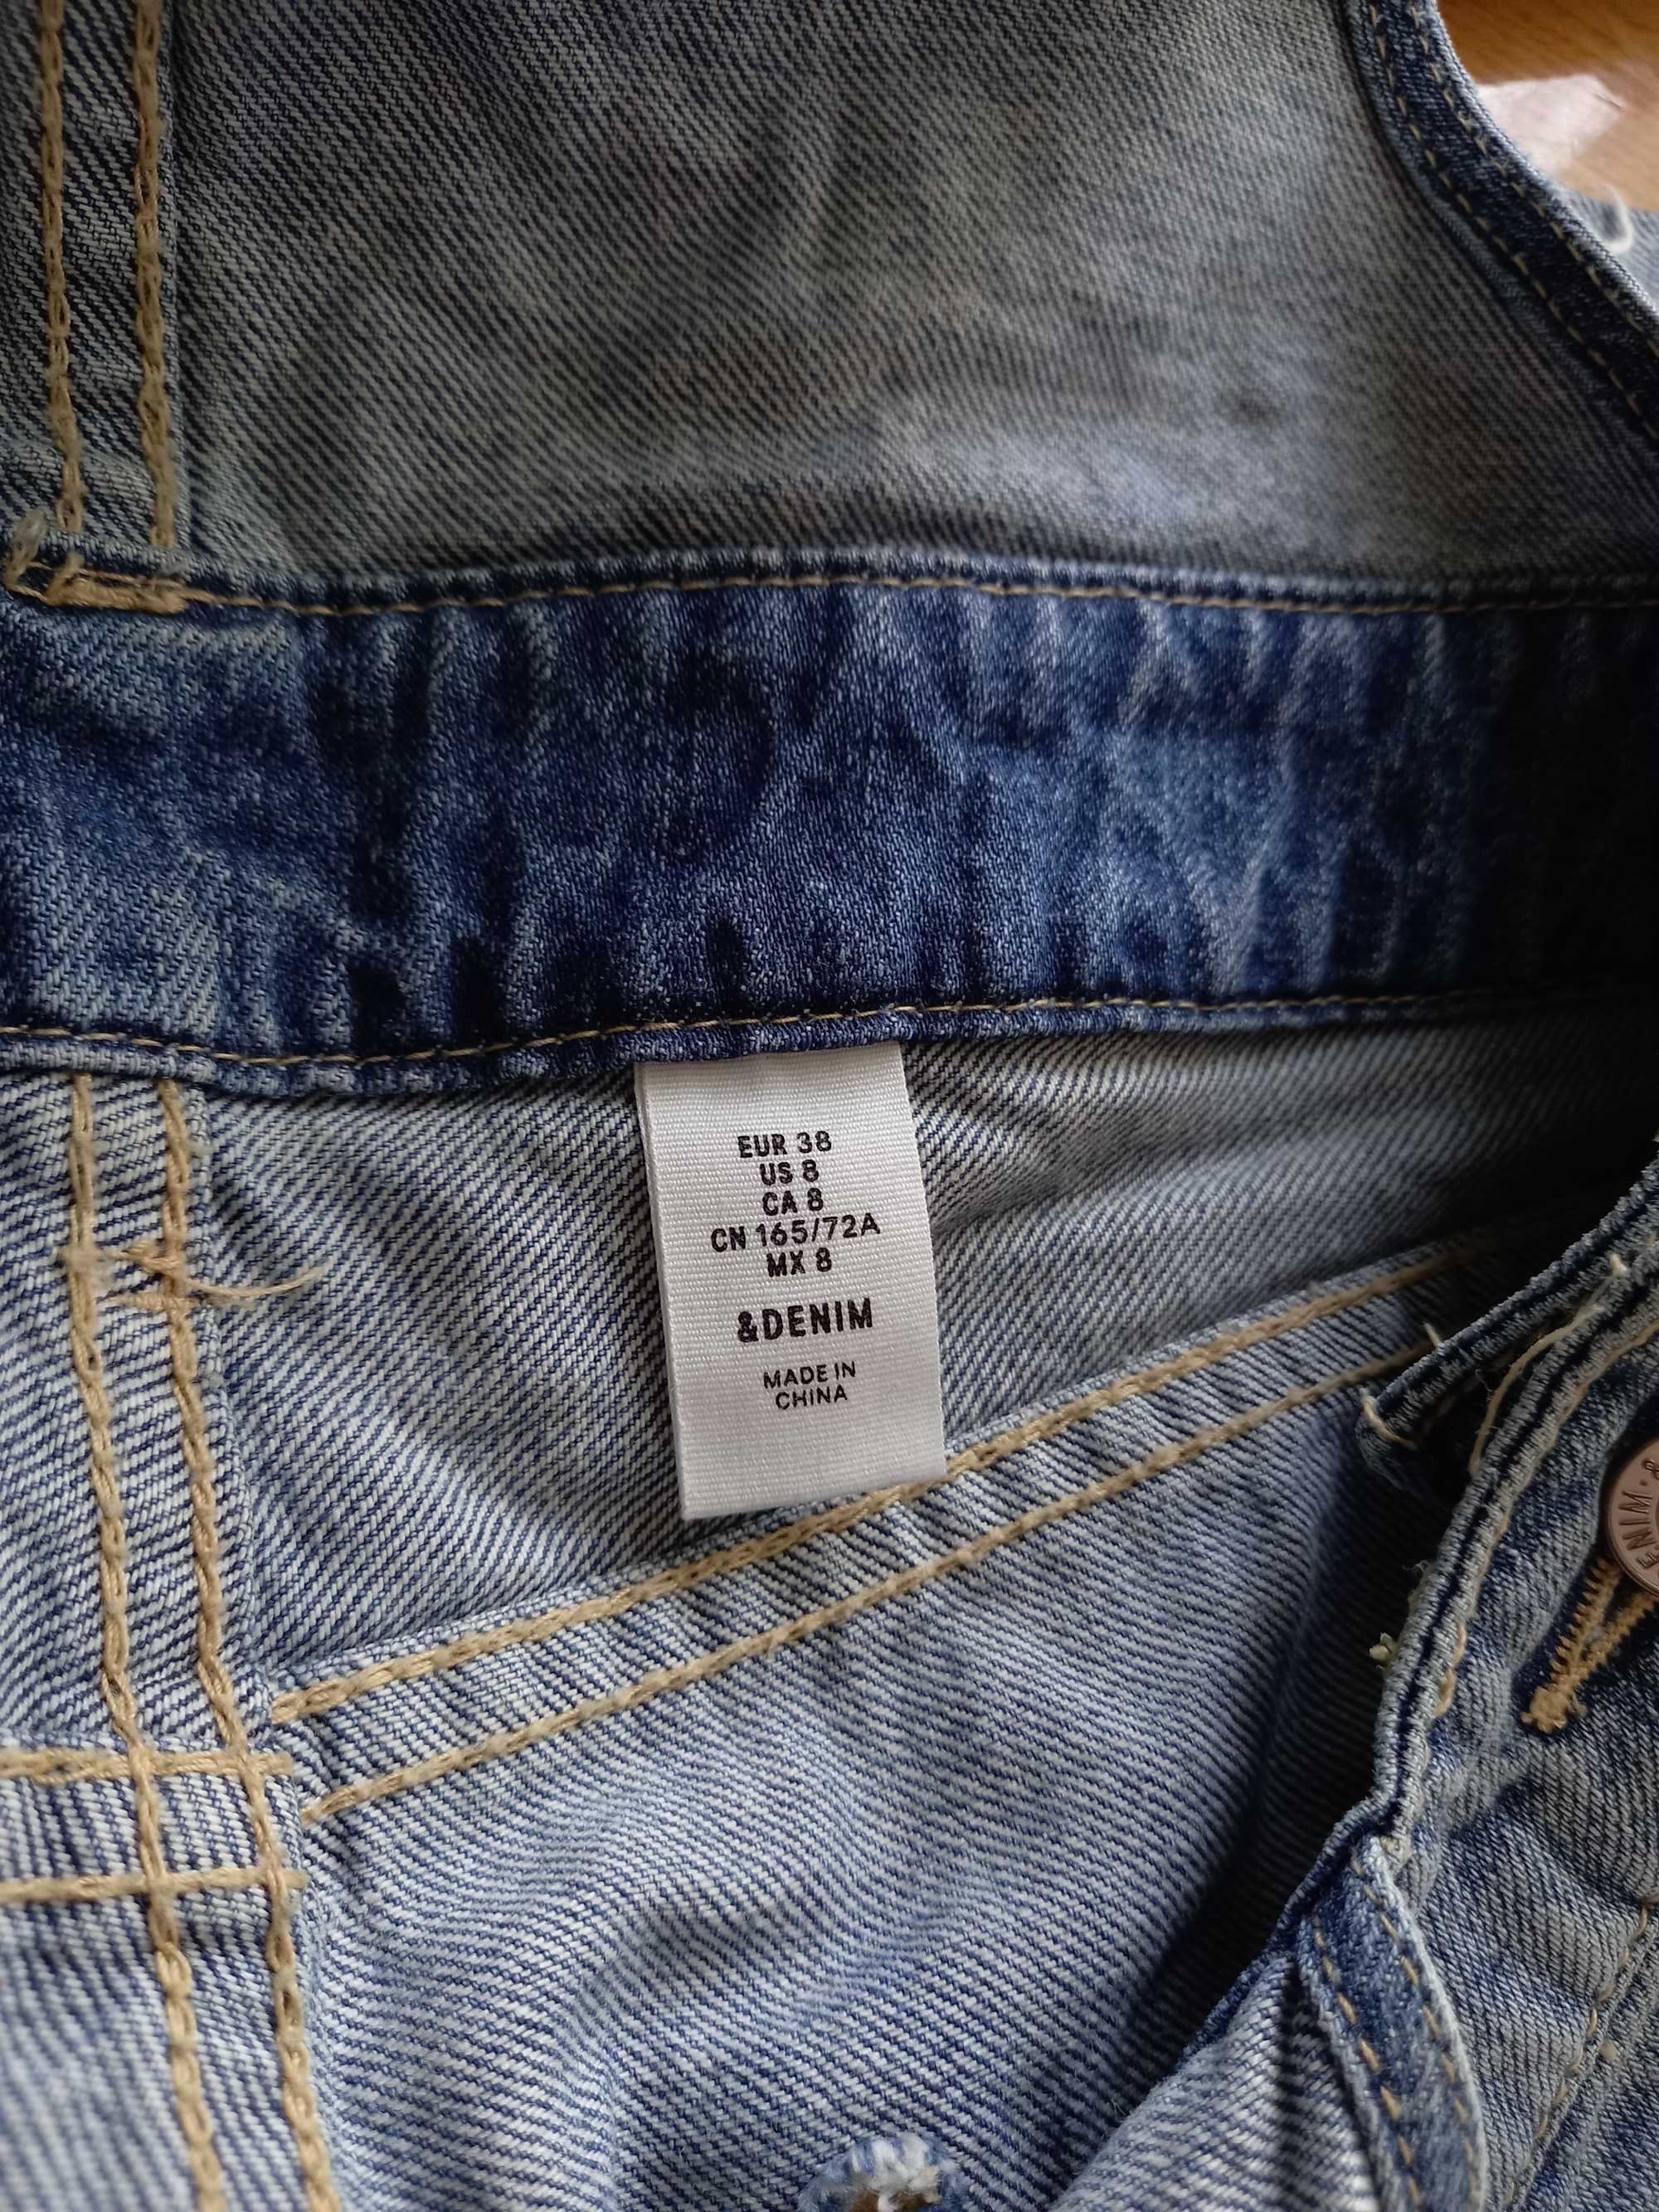 EUR 38
US 8
CA 8
CN 165/72A
MX 8
&DENIM
MADE IN
CHINA